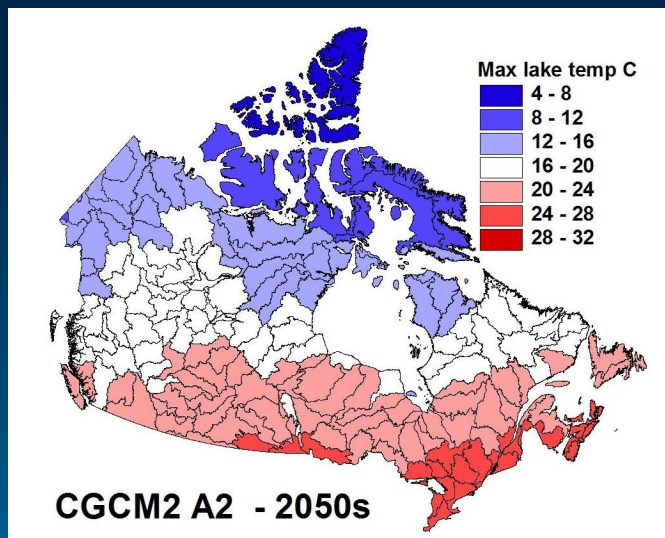 Max lake temp C
4 - 8
8 - 12
12 - 16
16 - 20
20 - 24
24 - 28
28 - 32
CGCM2 A2 - 2050s